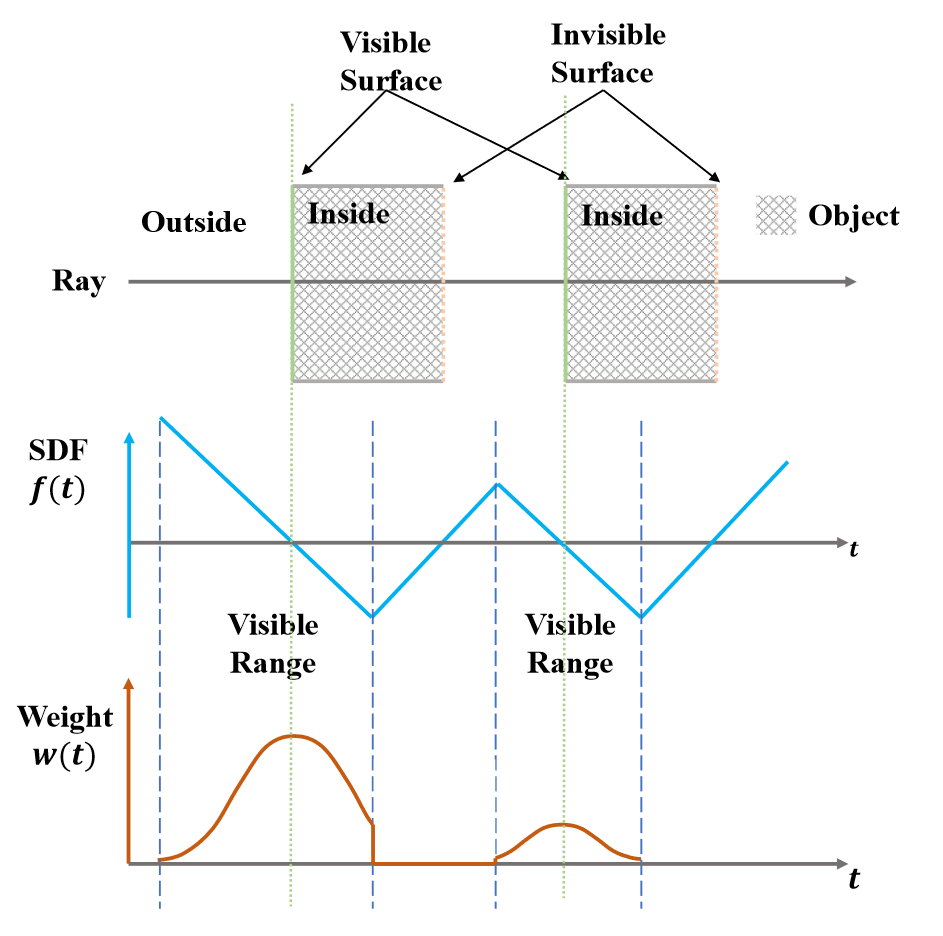 Visible
Surface
Invisible
Surface
Outside
Inside
Inside
Object
Ray
SDF
f(t)
t
Visible
Range
Visible
Range
Weight
w(t)
t